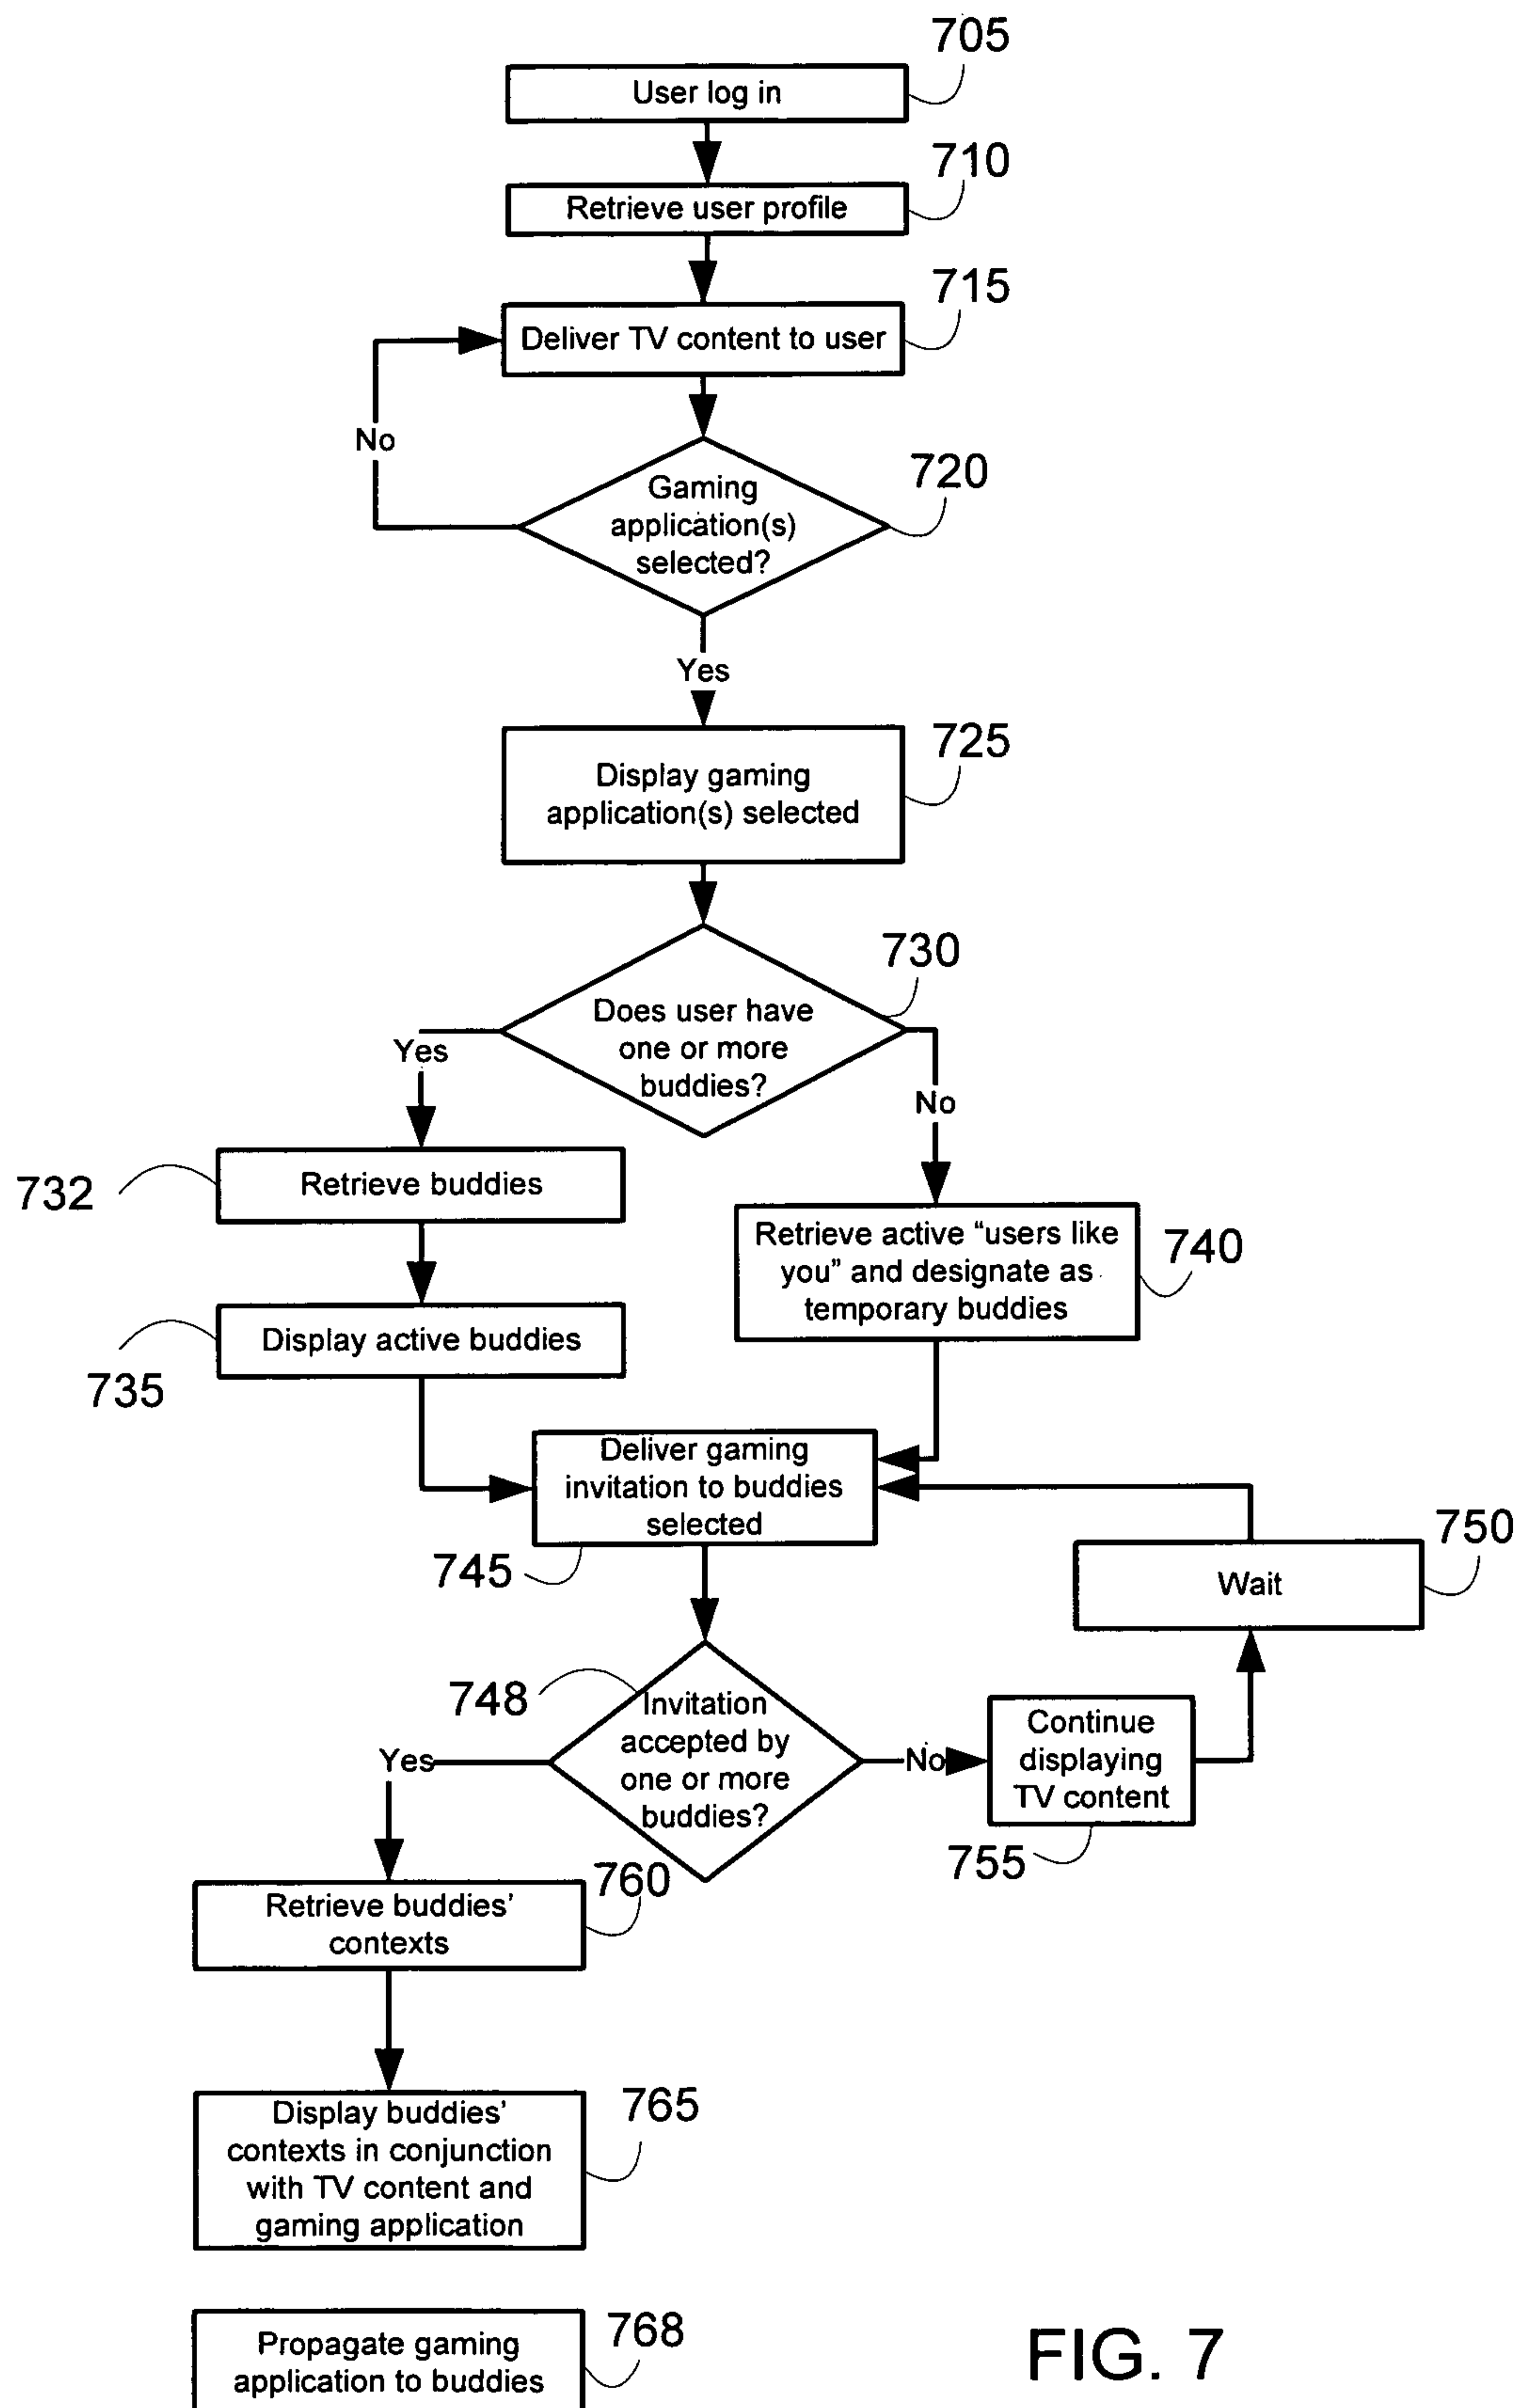 705
User log in
710
Retrieve user profile
715
Deliver TV content to user
No
720
Gaming
application(s)
selected?
Yes
725
Display gaming
application(s) selected
730
Does user have
one or more
buddies?
Yes
No
732
Retrieve buddies
Retrieve active “users like
you” and designate as
temporary buddies
740
735
Display active buddies
Deliver gaming
invitation to buddies
selected
745
750
Wait
748
Invitation
accepted by
one or more
buddies?
Yes
No
Continue
displaying
TV content
755
760
Retrieve buddies’
contexts
765
Display buddies’
contexts in conjunction
with TV content and
gaming application
768
Propagate gaming
application to buddies
FIG. 7